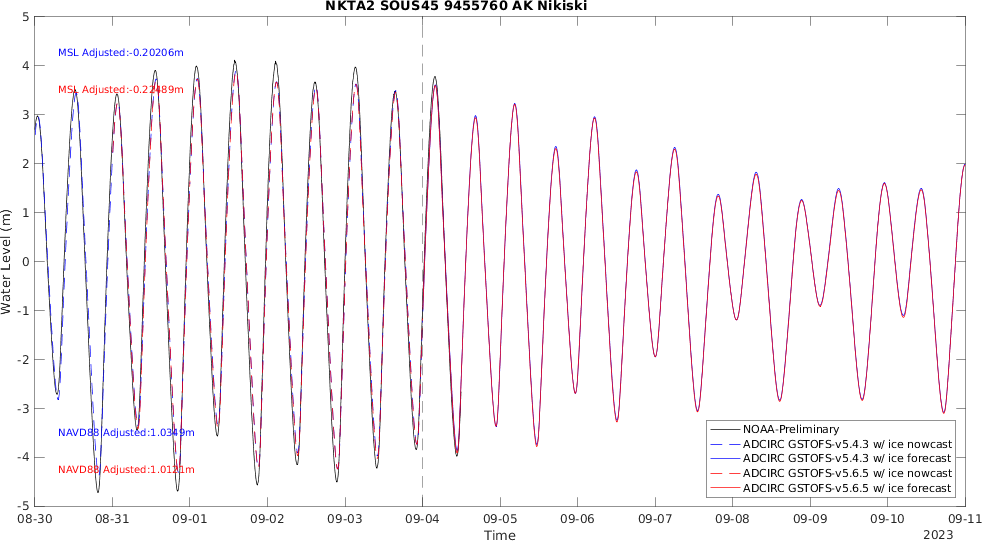 NKTA2 SOUS45 9455760 AK Nikiski
5
4
3
2
1
0
-1
-2
-3
-4
-5
Water Level (m)
MSL Adjusted:-0.20206m
MSL Adjusted:-0.22489m
NAVD88 Adjusted:1.0349m
NAVD88 Adjusted:1.0121m
NOAA-Preliminary
ADCIRC GSTOFS-v5.4.3 w/ ice nowcast
ADCIRC GSTOFS-v5.4.3 w/ ice forecast
ADCIRC GSTOFS-v5.6.5 w/ ice nowcast
ADCIRC GSTOFS-v5.6.5 w/ ice forecast
08-30 08-31 09-01 09-02 09-03 09-04 09-05 09-06 09-07 09-08 09-09 09-10 09-11
Time
2023